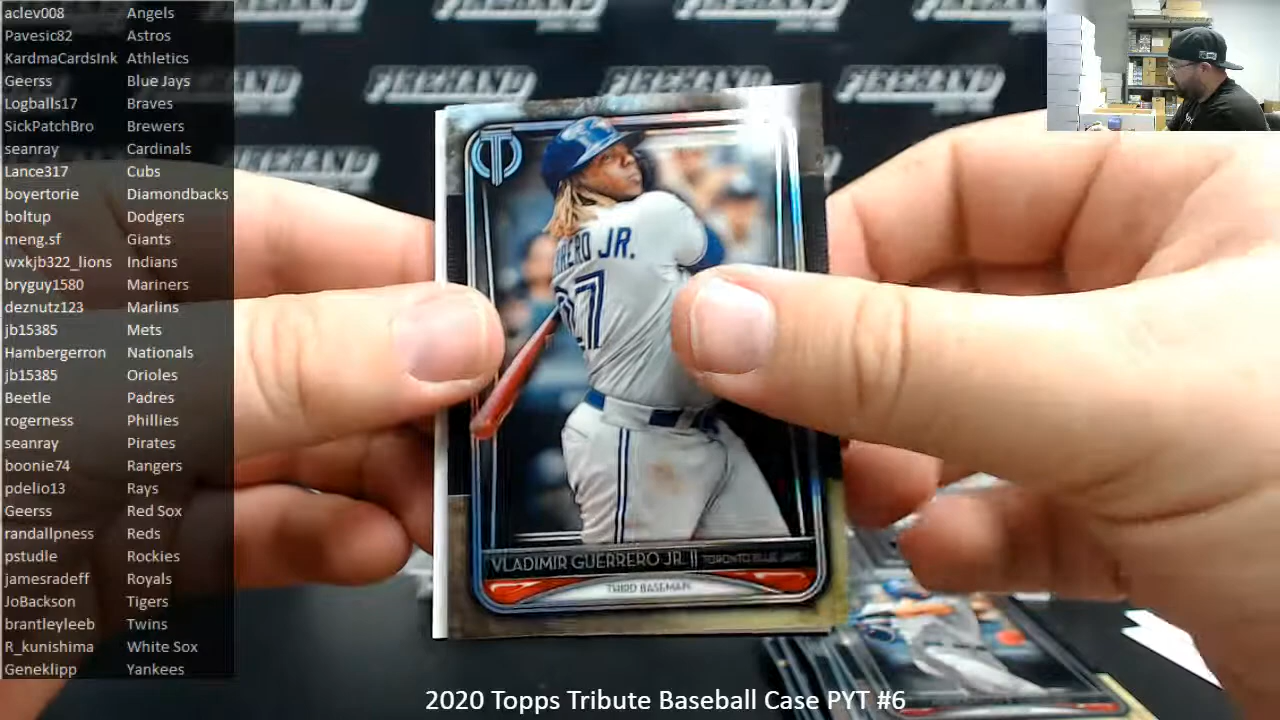 aclev008 Angels
Pavesic82 Astros
KardmaCardsInk Athletics
Geerss Blue Jays
Logballs17 Braves
SickPatchBro Brewers
seanray Cardinals
Lance317 Cubs
boyertorie Diamondbacks
boltup Dodgers
meng.sf Giants
wxkjb322_lions Indians
bryguy1580 Mariners
deznutz123 Marlins
jb15385 Mets
Hambergerron Nationals
jb15385 Orioles
Beetle Padres
rogerness Phillies
seanray Pirates
boonie74 Rangers
pdelio13 Rays
Geerss Red Sox
randallpness Reds
pstudle Rockies
jamesradeff Royals
JoBackson Tigers
brantleyleeb Twins
R_kunishima White Sox
Geneklipp Yankees
FIREHAND FIREHAND FIREHAND
JR.
27
VLADIMIR GUERRERO JR. || TORONTO BLUE JAYS
THIRD BASEMAN
2020 Topps Tribute Baseball Case PYT #6